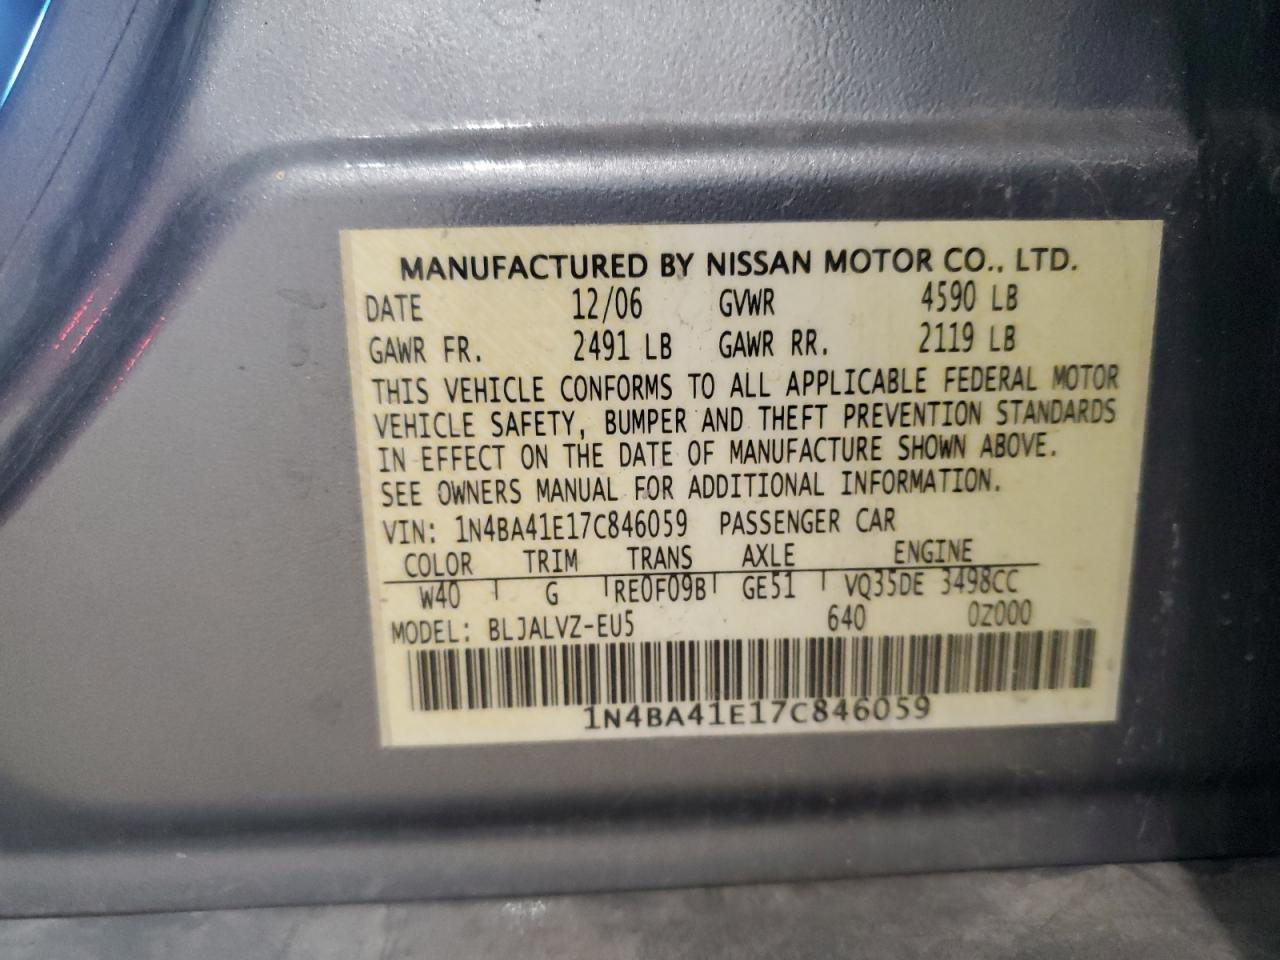 MANUFACTURED BY NISSAN MOTOR CO., LTD.
DATE 12/06 GVWR 4590 LB
GAWR FR. 2491 LB GAWR RR. 2119 LB
THIS VEHICLE CONFORMS TO ALL APPLICABLE FEDERAL MOTOR
VEHICLE SAFETY, BUMPER AND THEFT PREVENTION STANDARDS
IN EFFECT ON THE DATE OF MANUFACTURE SHOWN ABOVE.
SEE OWNERS MANUAL FOR ADDITIONAL INFORMATION.
VIN: 1N4BA41E17C846059 PASSENGER CAR
COLOR TRIM TRANS AXLE ENGINE
W40 G RE0F09B GE51 VQ35DE 3498CC
MODEL: BLJALVZ-EU5 640 0Z000
1N4BA41E17C846059